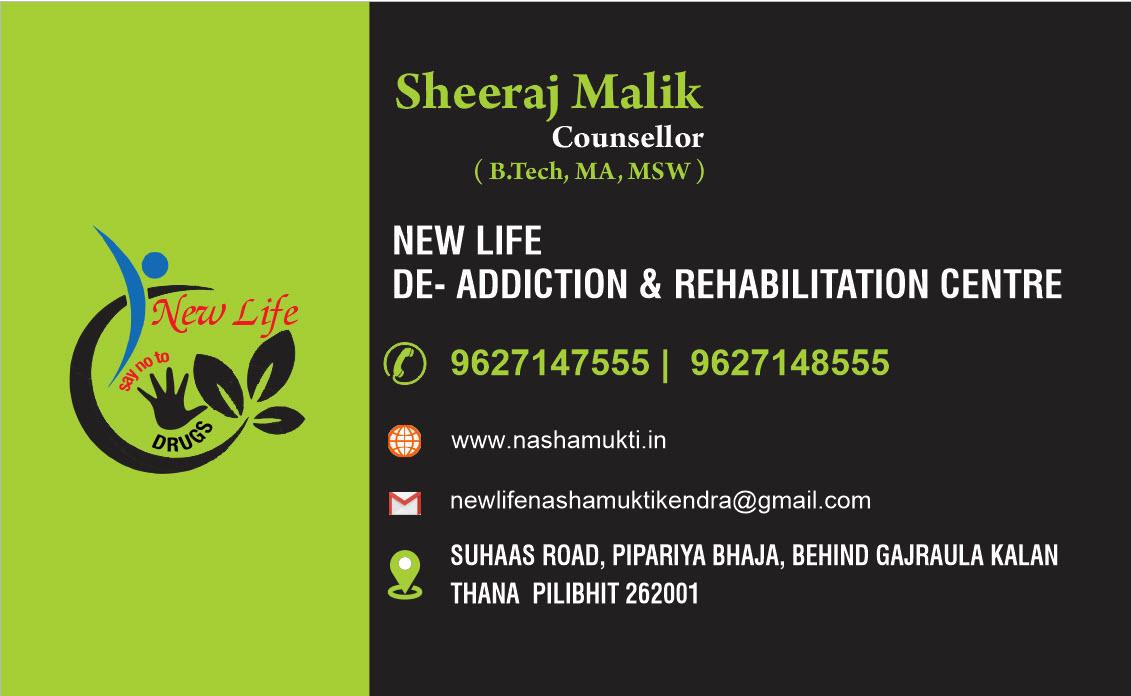 Sheeraj Malik
Counsellor
( B.Tech, MA, MSW )
NEW LIFE
DE- ADDICTION & REHABILITATION CENTRE
9627147555 | 9627148555
www.nashamukti.in
newlifenashamuktikendra@gmail.com
SUHAAS ROAD, PIPARIYA BHAJA, BEHIND GAJRAULA KALAN
THANA PILIBHIT 262001
New Life
say no to
DRUGS